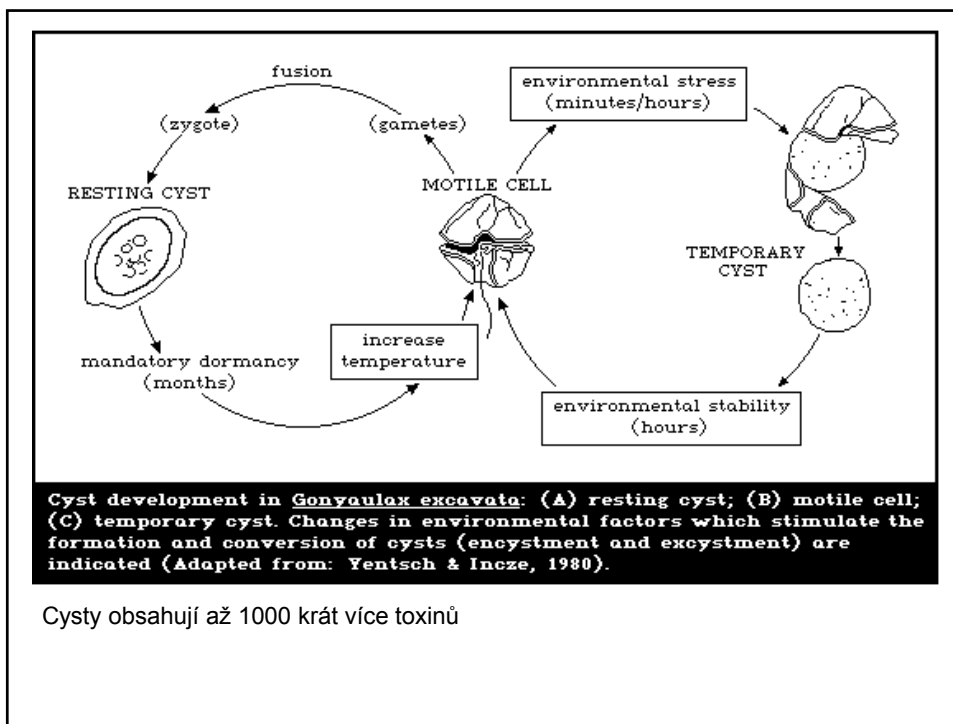 fusion
(zygote)
(gametes)
RESTING CYST
MOTILE CELL
environmental stress
(minutes/hours)
TEMPORARY
CYST
increase
temperature
mandatory dormancy
(months)
environmental stability
(hours)
Cyst development in Gonyaulax excavata: (A) resting cyst; (B) motile cell;
(C) temporary cyst. Changes in environmental factors which stimulate the
formation and conversion of cysts (encystment and excystment) are
indicated (Adapted from: Yentsch & Incze, 1980).
Cysty obsahují až 1000 krát více toxinů